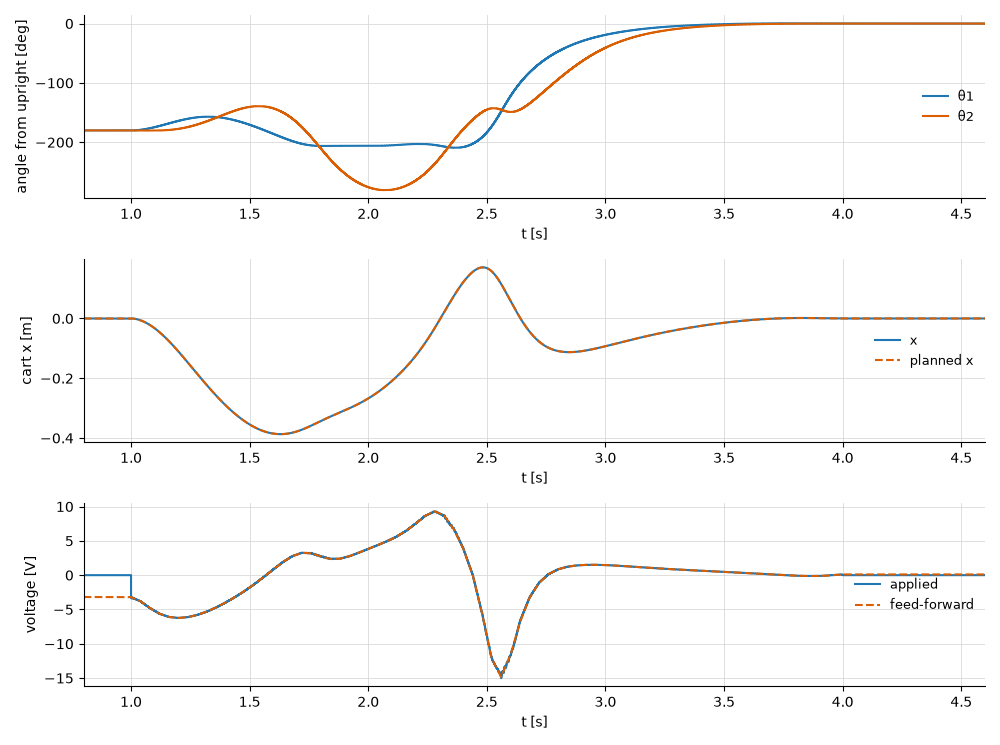 angle from upright [deg]
0
−100
−200
θ1
θ2
1.0 1.5 2.0 2.5 3.0 3.5 4.0 4.5
t [s]
cart x [m]
0.0
−0.2
−0.4
x
planned x
1.0 1.5 2.0 2.5 3.0 3.5 4.0 4.5
t [s]
voltage [V]
10
5
0
−5
−10
−15
applied
feed-forward
1.0 1.5 2.0 2.5 3.0 3.5 4.0 4.5
t [s]